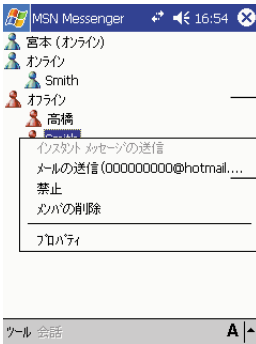 MSN Messenger 16:54
宮本 (オンライン)
オンライン
Smith
オフライン
高橋
Smith
インスタント メッセージの送信
メールの送信(000000000@hotmail....
禁止
メンバの削除
プロパティ
ツール 会話 A